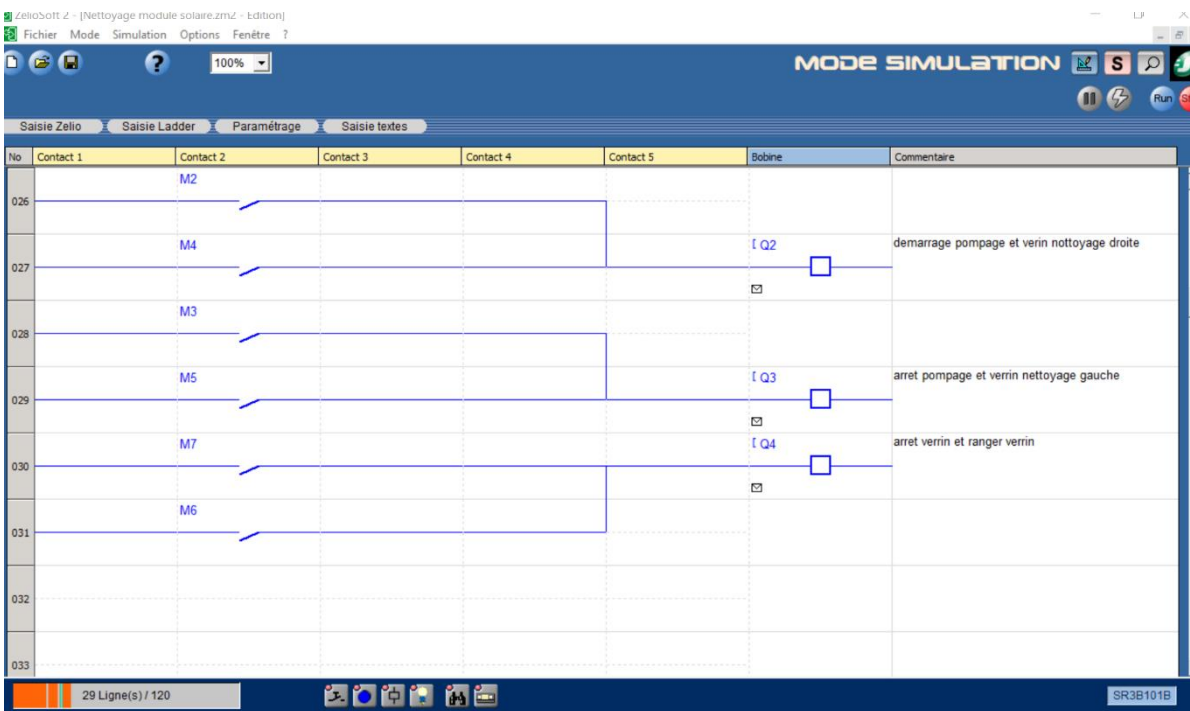 ZelioSoft 2 - [Nettoyage module solaire.zm2 - Edition]
Fichier Mode Simulation Options Fenêtre ?
? 100% MODE SIMULATION S
Run
Saisie Zelio Saisie Ladder Paramétrage Saisie textes
No Contact 1 Contact 2 Contact 3 Contact 4 Contact 5 Bobine Commentaire
M2
026
M4 [ Q2 demarrage pompage et verin nottoyage droite
027
M3
028
M5 [ Q3 arret pompage et verrin nettoyage gauche
029
M7 [ Q4 arret verrin et ranger verrin
030
M6
031
032
033
29 Ligne(s) / 120 SR3B101B